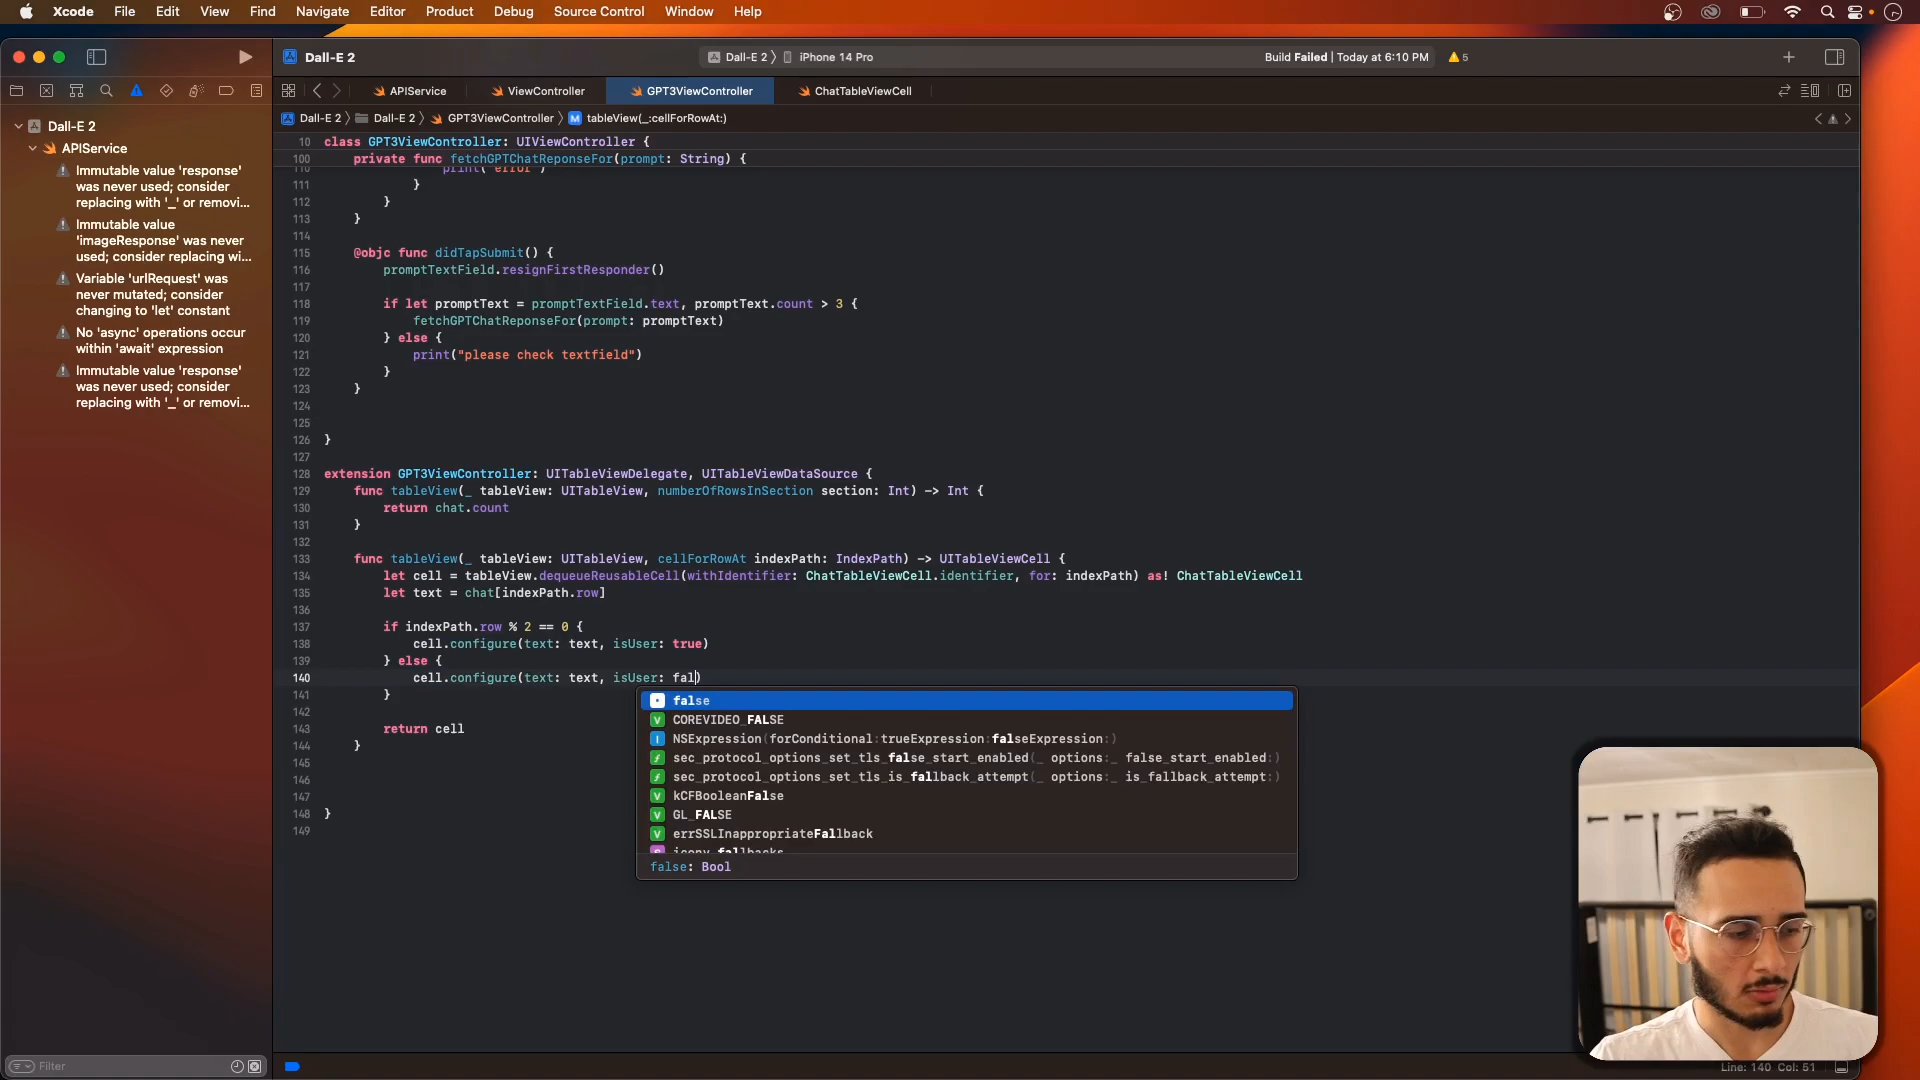 Xcode File Edit View Find Navigate Editor Product Debug Source Control Window Help
Dall-E 2
Dall-E 2 〉 iPhone 14 Pro
Build Failed | Today at 6:10 PM
5
APIService ViewController GPT3ViewController ChatTableViewCell
Dall-E 2 〉 Dall-E 2 〉 GPT3ViewController 〉 M tableView(_:cellForRowAt:)
Dall-E 2
APIService
Immutable value 'response'
was never used; consider
replacing with '_' or removi...
Immutable value
'imageResponse' was never
used; consider replacing wi...
Variable 'urlRequest' was
never mutated; consider
changing to 'let' constant
No 'async' operations occur
within 'await' expression
Immutable value 'response'
was never used; consider
replacing with '_' or removi...
Filter
10 class GPT3ViewController: UIViewController {
100 private func fetchGPTChatReponseFor(prompt: String) {
110 print("error")
111 }
112 }
113 }
114
115 @objc func didTapSubmit() {
116 promptTextField.resignFirstResponder()
117
118 if let promptText = promptTextField.text, promptText.count > 3 {
119 fetchGPTChatReponseFor(prompt: promptText)
120 } else {
121 print("please check textfield")
122 }
123 }
124
125
126 }
127
128 extension GPT3ViewController: UITableViewDelegate, UITableViewDataSource {
129 func tableView(_ tableView: UITableView, numberOfRowsInSection section: Int) -> Int {
130 return chat.count
131 }
132
133 func tableView(_ tableView: UITableView, cellForRowAt indexPath: IndexPath) -> UITableViewCell {
134 let cell = tableView.dequeueReusableCell(withIdentifier: ChatTableViewCell.identifier, for: indexPath) as! ChatTableViewCell
135 let text = chat[indexPath.row]
136
137 if indexPath.row % 2 == 0 {
138 cell.configure(text: text, isUser: true)
139 } else {
140 cell.configure(text: text, isUser: fal)
141 }
142
143 return cell
144 }
145
146
147
148 }
149
false
V COREVIDEO_FALSE
I NSExpression(forConditional:trueExpression:falseExpression:)
f sec_protocol_options_set_tls_false_start_enabled(_ options:_ false_start_enabled:)
f sec_protocol_options_set_tls_is_fallback_attempt(_ options:_ is_fallback_attempt:)
V kCFBooleanFalse
V GL_FALSE
V errSSLInappropriateFallback
false: Bool
Line: 140 Col: 51